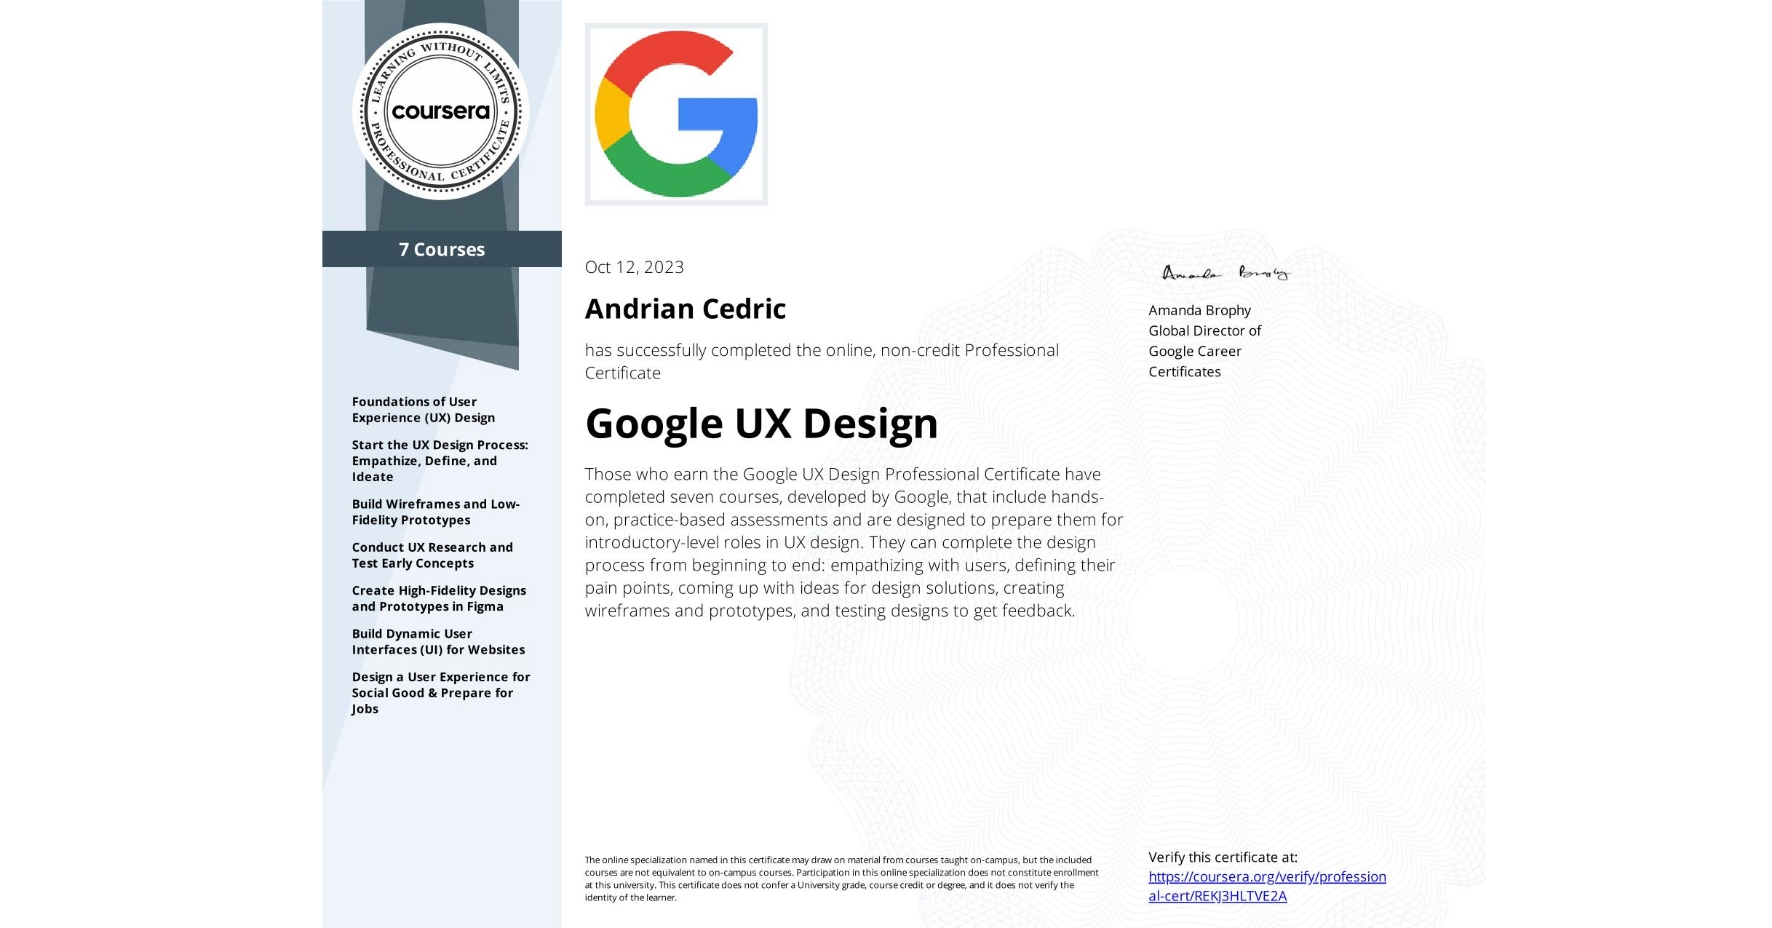 LEARNING WITHOUT LIMITS
coursera
PROFESSIONAL CERTIFICATE
7 Courses
Foundations of User
Experience (UX) Design
Start the UX Design Process:
Empathize, Define, and
Ideate
Build Wireframes and Low-
Fidelity Prototypes
Conduct UX Research and
Test Early Concepts
Create High-Fidelity Designs
and Prototypes in Figma
Build Dynamic User
Interfaces (UI) for Websites
Design a User Experience for
Social Good & Prepare for
Jobs
G
Oct 12, 2023
Andrian Cedric
has successfully completed the online, non-credit Professional
Certificate
Google UX Design
Those who earn the Google UX Design Professional Certificate have
completed seven courses, developed by Google, that include hands-
on, practice-based assessments and are designed to prepare them for
introductory-level roles in UX design. They can complete the design
process from beginning to end: empathizing with users, defining their
pain points, coming up with ideas for design solutions, creating
wireframes and prototypes, and testing designs to get feedback.
Amanda Brophy
Amanda Brophy
Global Director of
Google Career
Certificates
The online specialization named in this certificate may draw on material from courses taught on-campus, but the included
courses are not equivalent to on-campus courses. Participation in this online specialization does not constitute enrollment
at this university. This certificate does not confer a University grade, course credit or degree, and it does not verify the
identity of the learner.
Verify this certificate at:
https://coursera.org/verify/profession
al-cert/REKJ3HLTVE2A